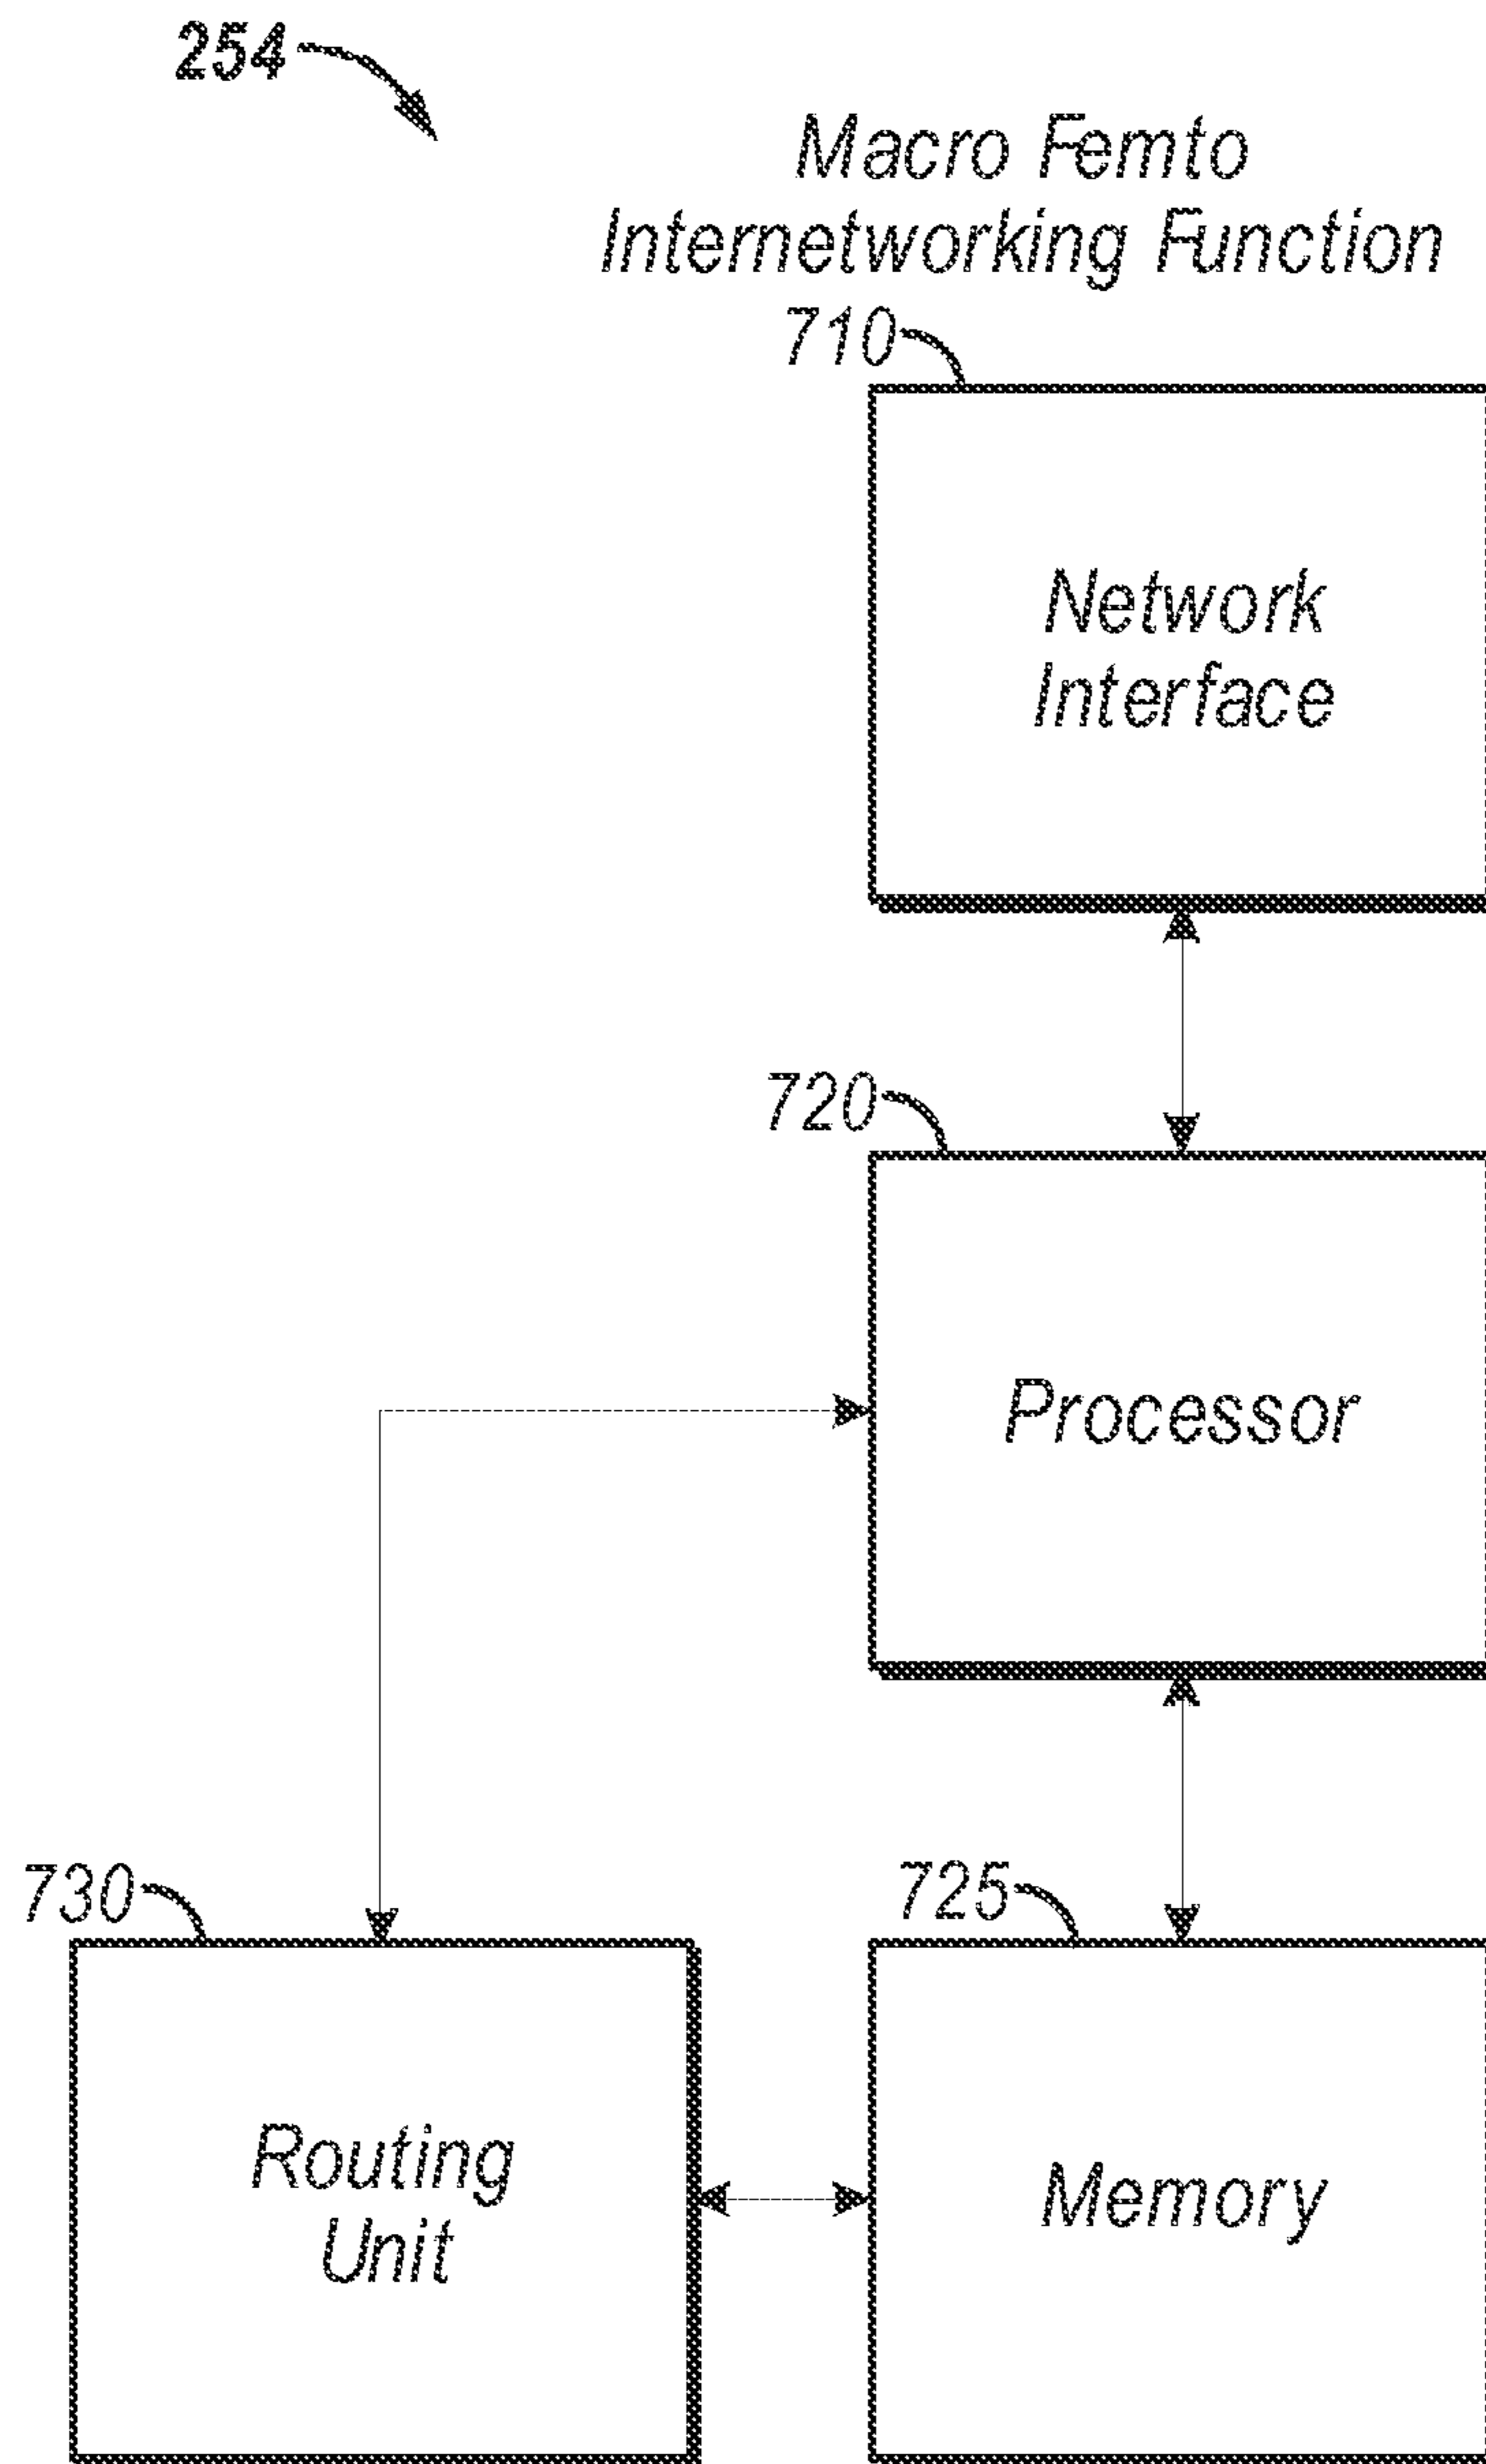 254
Macro Femto
Internetworking Function
710
Network
Interface
720
Processor
730
725
Routing
Unit
Memory